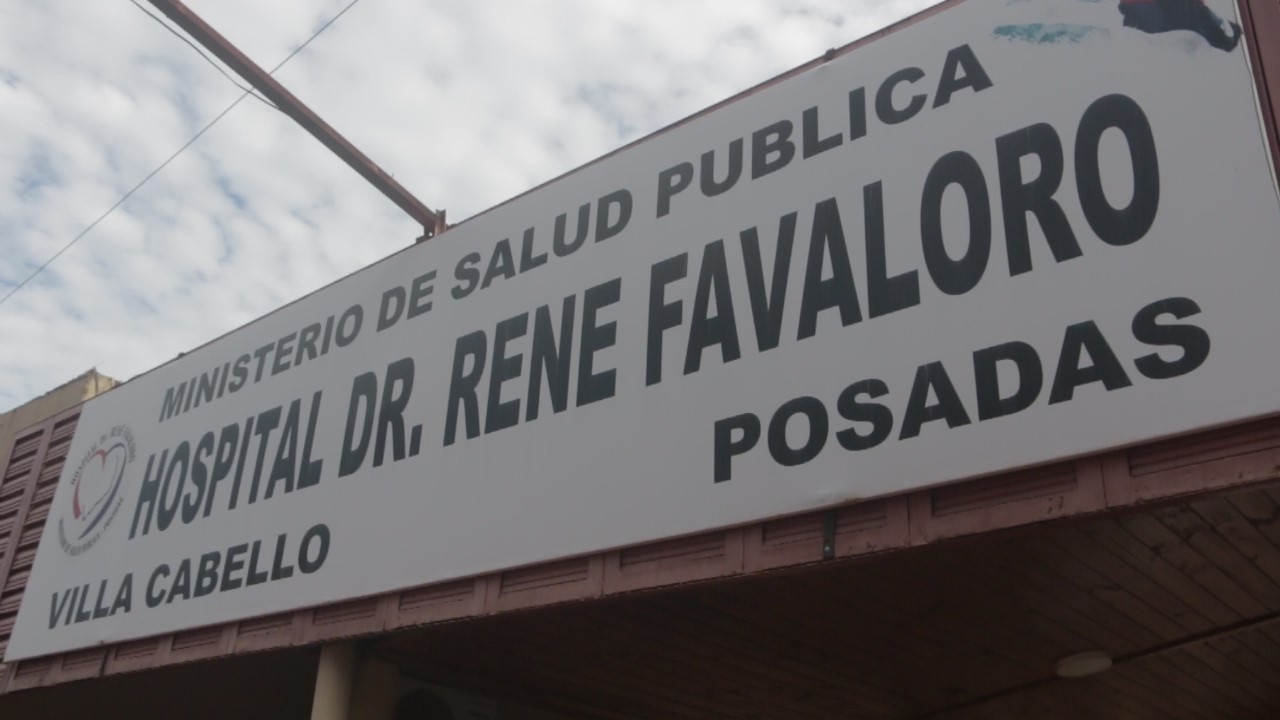 MINISTERIO DE SALUD PUBLICA
HOSPITAL DR. RENE FAVALORO
VILLA CABELLO
POSADAS